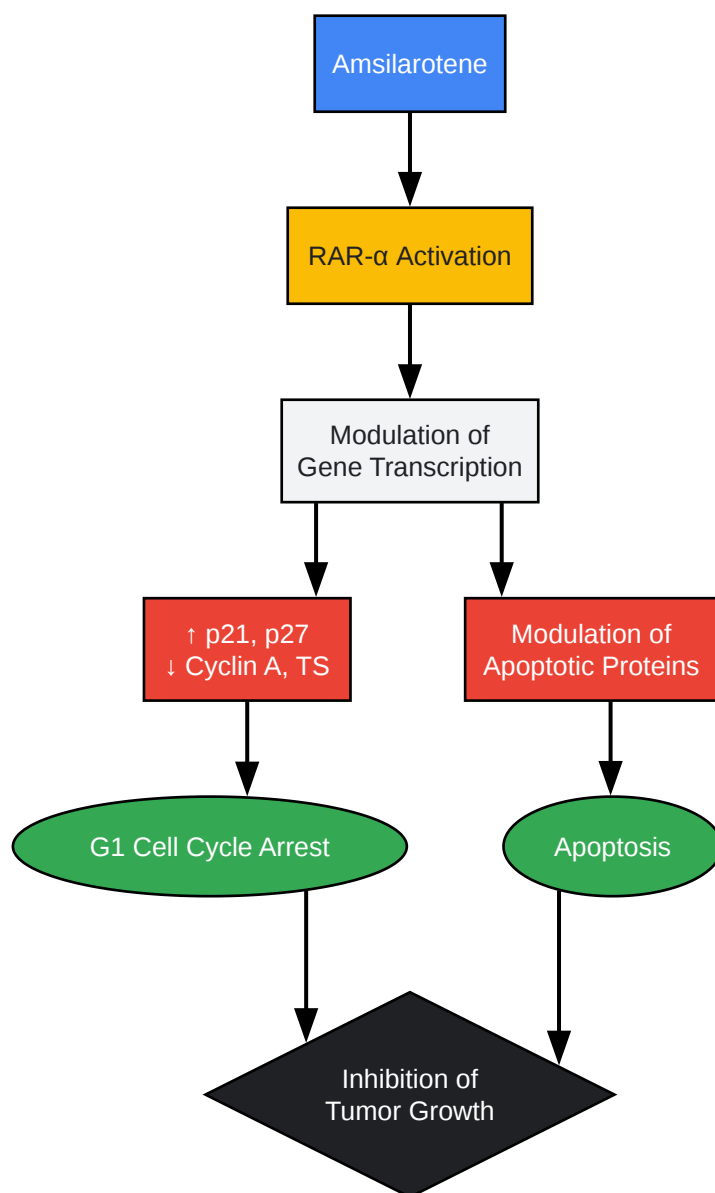 Amsilarotene
RAR-α Activation
Modulation of
Gene Transcription
↑ p21, p27
↓ Cyclin A, TS
Modulation of
Apoptotic Proteins
G1 Cell Cycle Arrest
Apoptosis
Inhibition of
Tumor Growth